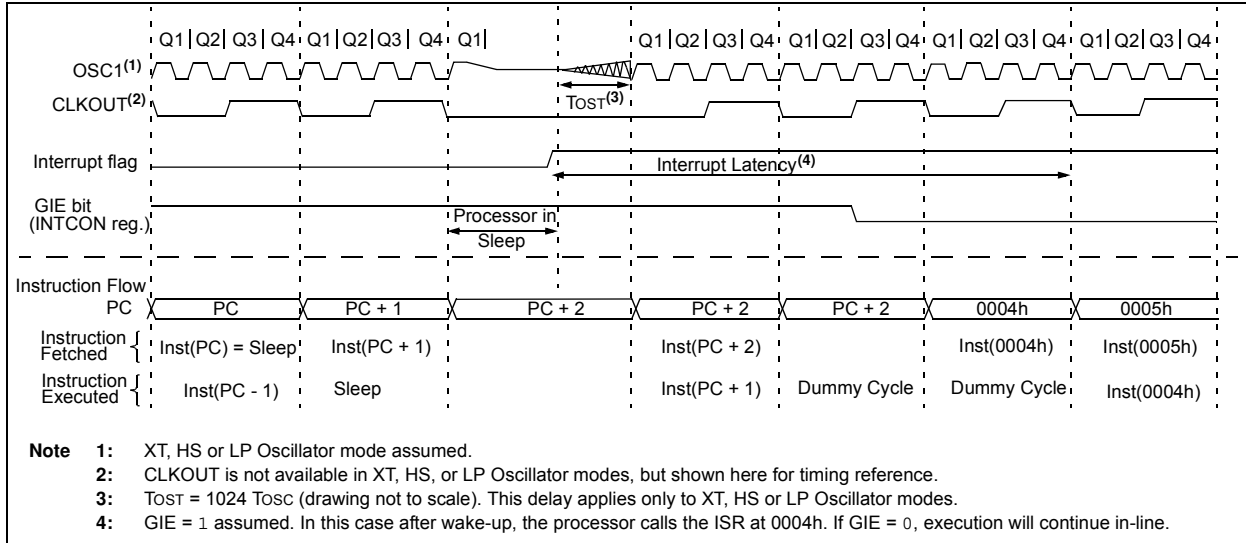 Q1 Q2 Q3 Q4 Q1 Q2 Q3 Q4 Q1 Q1 Q2 Q3 Q4 Q1 Q2 Q3 Q4 Q1 Q2 Q3 Q4 Q1 Q2 Q3 Q4
OSC1(1)
TOST(3)
CLKOUT(2)
Interrupt flag
Interrupt Latency(4)
GIE bit
(INTCON reg.)
Processor in
Sleep
Instruction Flow
PC PC PC + 1 PC + 2 PC + 2 PC + 2 0004h 0005h
Instruction
Fetched
Inst(PC) = Sleep Inst(PC + 1) Inst(PC + 2) Inst(0004h) Inst(0005h)
Instruction
Executed
Inst(PC - 1) Sleep Inst(PC + 1) Dummy Cycle Dummy Cycle Inst(0004h)
Note 1: XT, HS or LP Oscillator mode assumed.
2: CLKOUT is not available in XT, HS, or LP Oscillator modes, but shown here for timing reference.
3: TOST = 1024 TOSC (drawing not to scale). This delay applies only to XT, HS or LP Oscillator modes.
4: GIE = 1 assumed. In this case after wake-up, the processor calls the ISR at 0004h. If GIE = 0, execution will continue in-line.